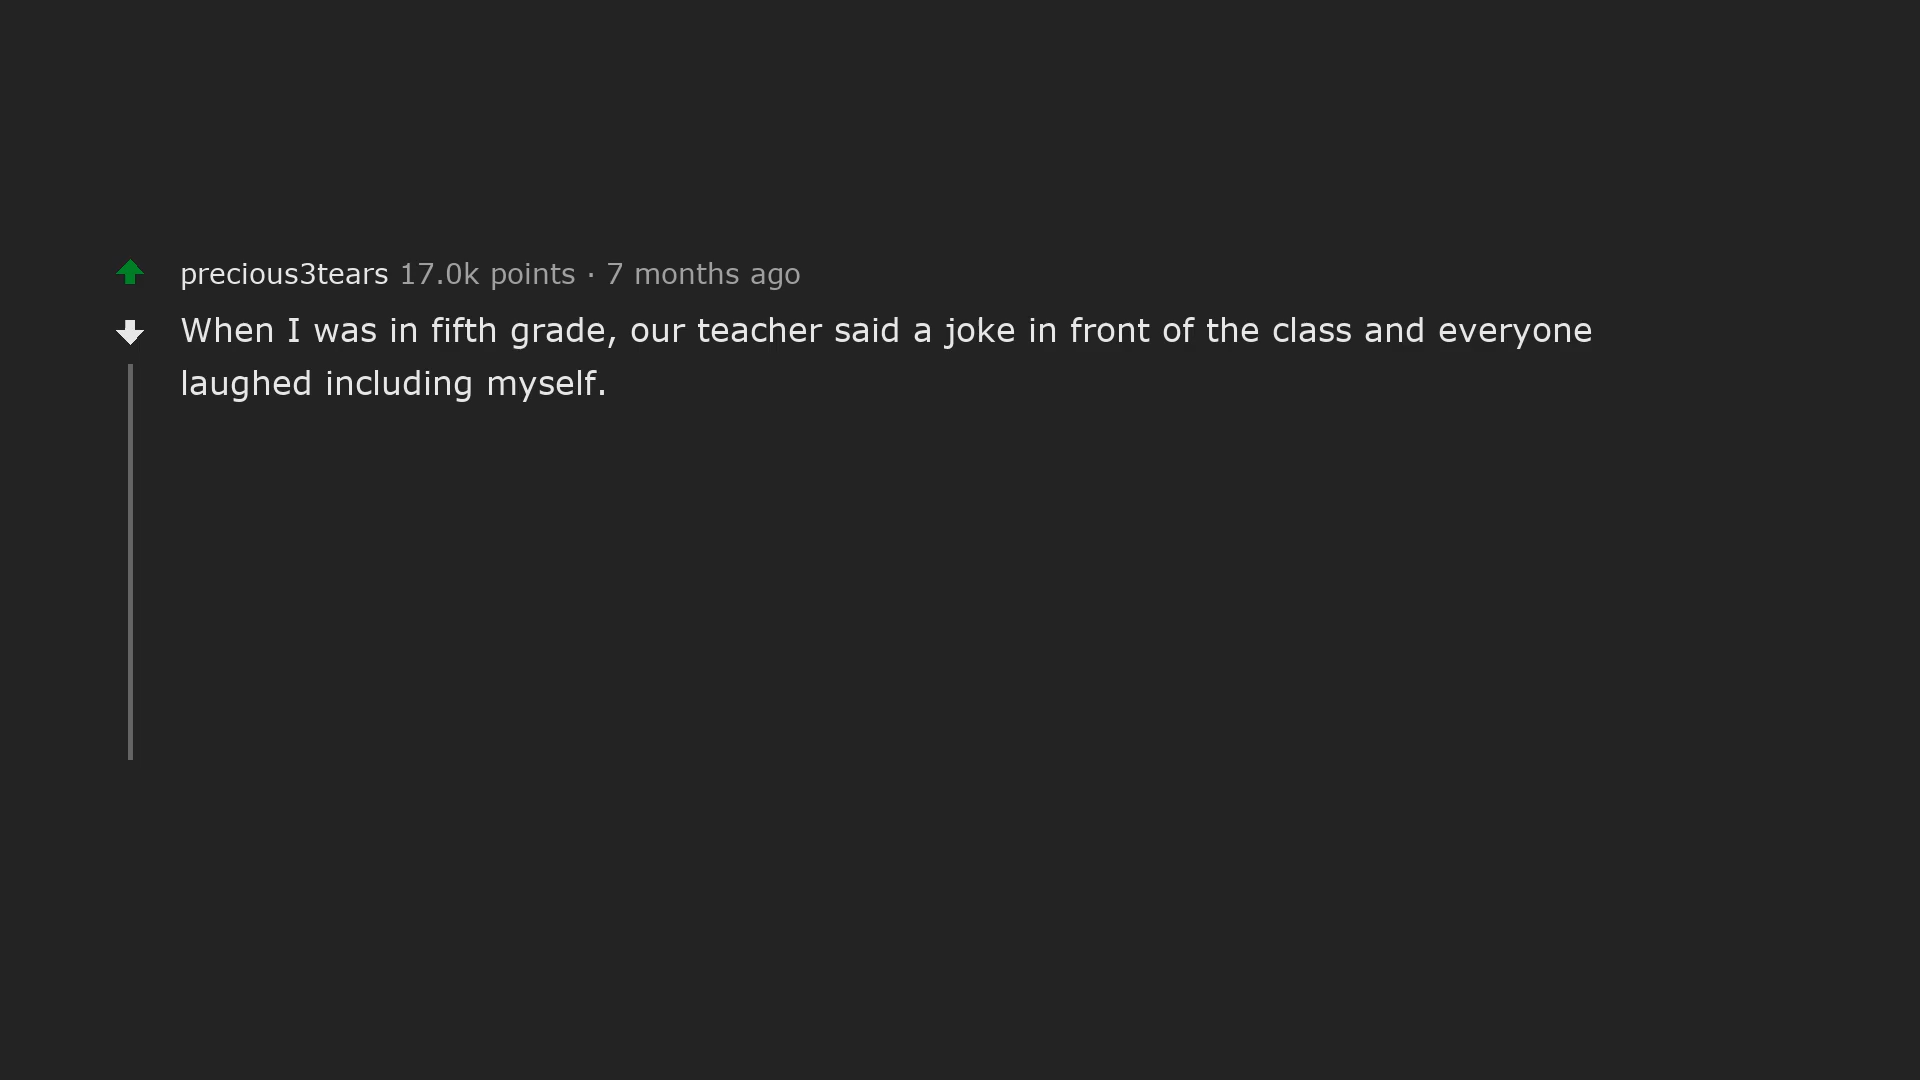 precious3tears 17.0k points · 7 months ago
When I was in fifth grade, our teacher said a joke in front of the class and everyone
laughed including myself.